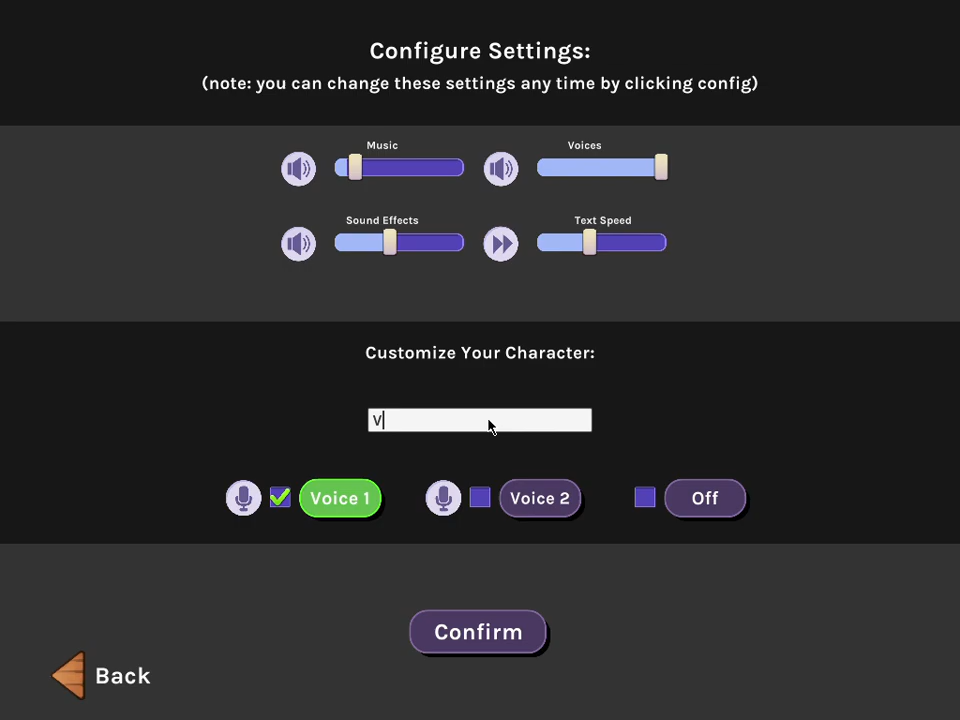 Configure Settings:
(note: you can change these settings any time by clicking config)
Music
Voices
Sound Effects
Text Speed
Customize Your Character:
V
Voice 1
Voice 2
Off
Confirm
Back